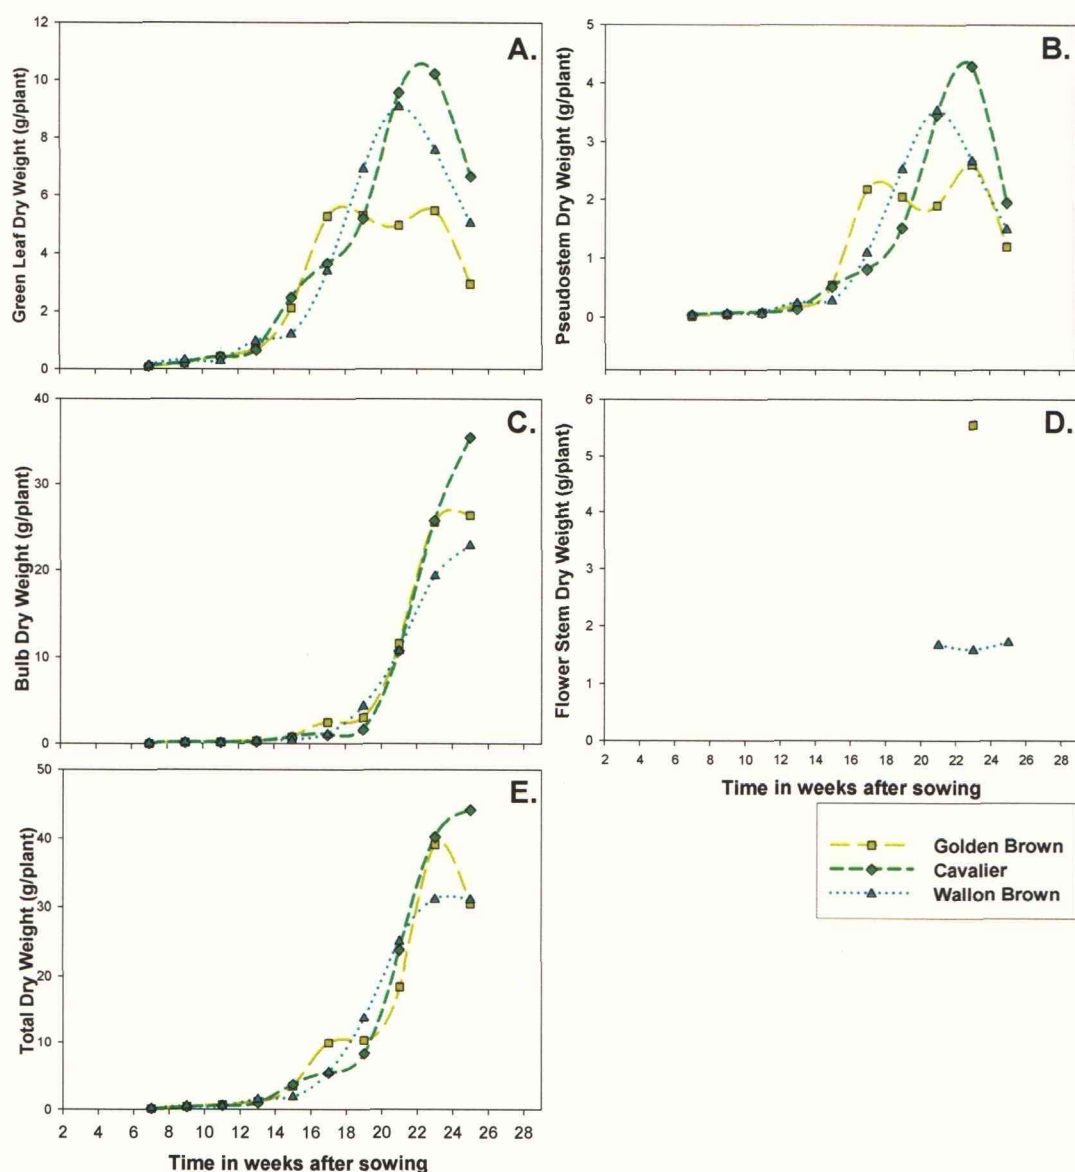 A.
Green Leaf Dry Weight (g/plant)
12
10
8
6
4
2
0
B.
Pseudostem Dry Weight (g/plant)
5
4
3
2
1
0
C.
Bulb Dry Weight (g/plant)
40
30
20
10
0
D.
Flower Stem Dry Weight (g/plant)
6
5
4
3
2
1
0
2 4 6 8 10 12 14 16 18 20 22 24 26 28
Time in weeks after sowing
E.
Total Dry Weight (g/plant)
50
40
30
20
10
0
2 4 6 8 10 12 14 16 18 20 22 24 26 28
Time in weeks after sowing
Golden Brown
Cavalier
Wallon Brown